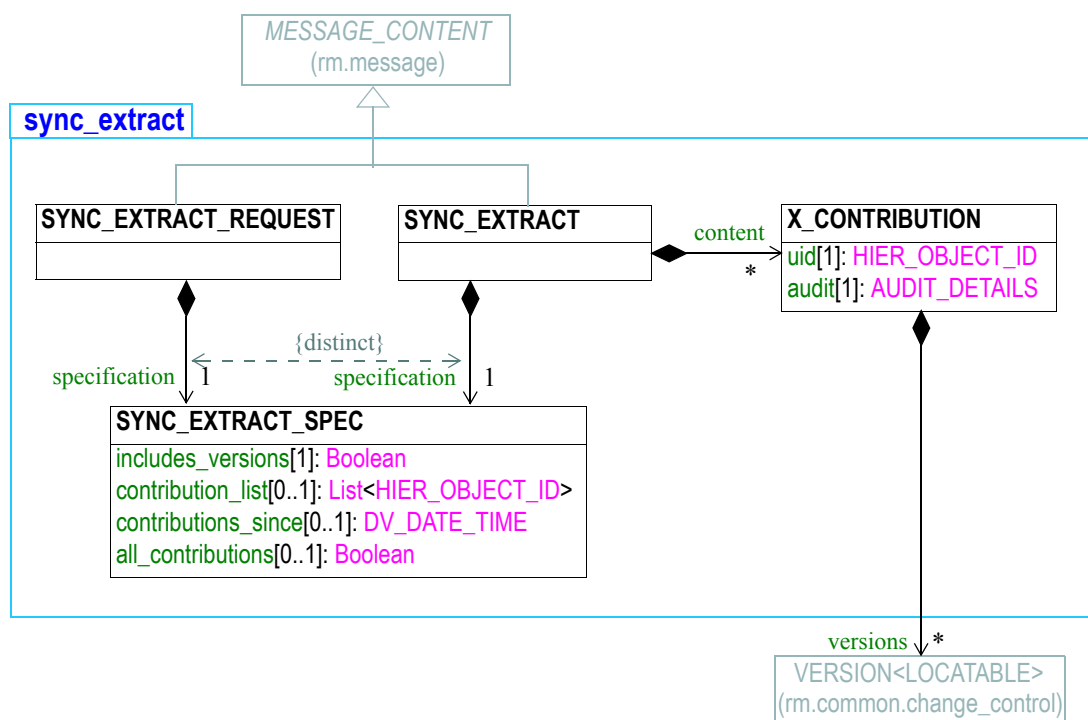 MESSAGE_CONTENT
(rm.message)
sync_extract
SYNC_EXTRACT_REQUEST
SYNC_EXTRACT
content
*
X_CONTRIBUTION
uid[1]: HIER_OBJECT_ID
audit[1]: AUDIT_DETAILS
{distinct}
specification 1
specification 1
SYNC_EXTRACT_SPEC
includes_versions[1]: Boolean
contribution_list[0..1]: List<HIER_OBJECT_ID>
contributions_since[0..1]: DV_DATE_TIME
all_contributions[0..1]: Boolean
versions *
VERSION<LOCATABLE>
(rm.common.change_control)